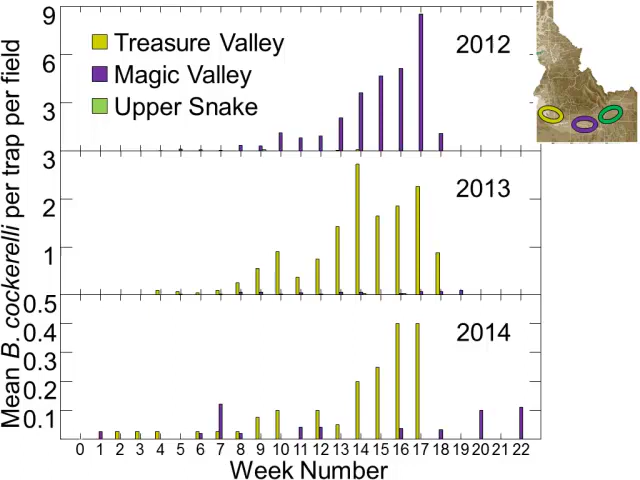 Mean B. cockerelli per trap per field
9
6
3
Treasure Valley
Magic Valley
Upper Snake
2012
3
2
1
2013
0.5
0.4
0.3
0.2
0.1
2014
0 1 2 3 4 5 6 7 8 9 10 11 12 13 14 15 16 17 18 19 20 21 22
Week Number